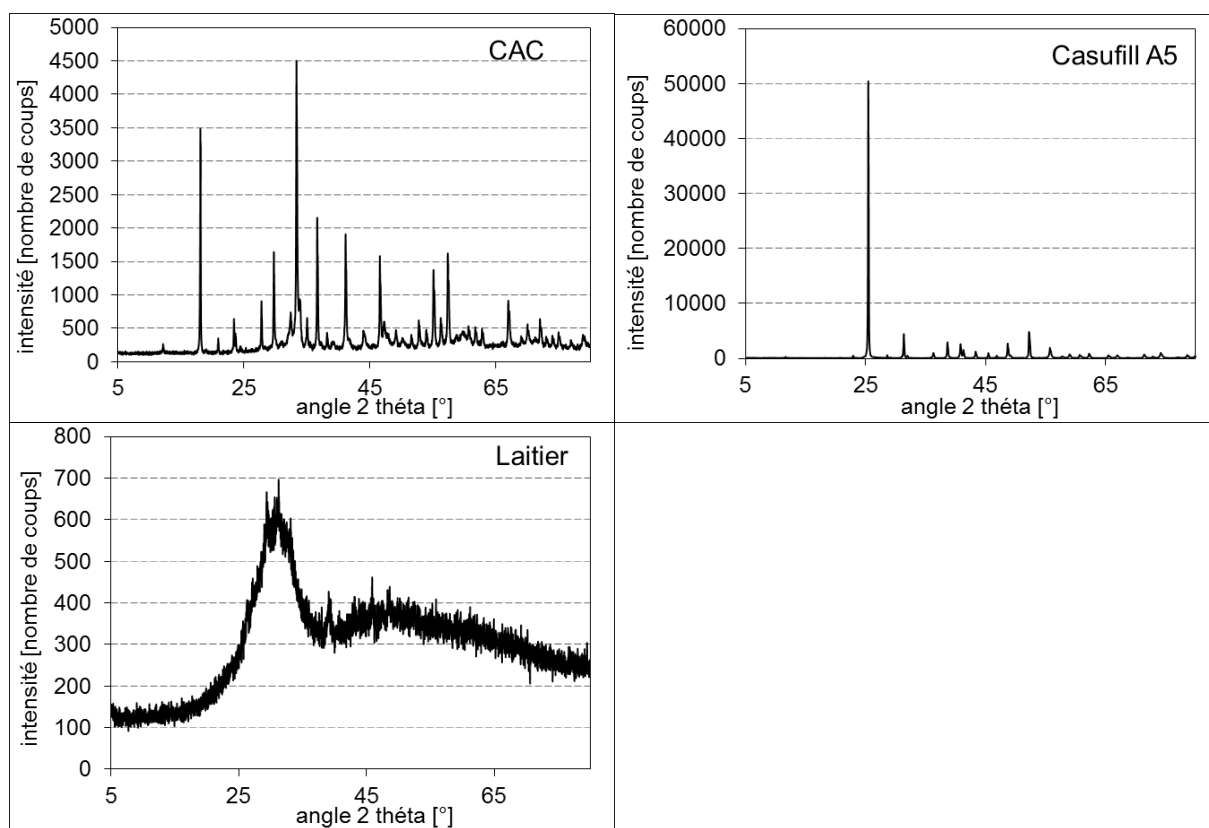 CAC
intensité [nombre de coups]
5000
4500
4000
3500
3000
2500
2000
1500
1000
500
0
5 25 45 65
angle 2 théta [°]
Casufill A5
intensité [nombre de coups]
60000
50000
40000
30000
20000
10000
0
5 25 45 65
angle 2 théta [°]
Laitier
intensité [nombre de coups]
800
700
600
500
400
300
200
100
0
5 25 45 65
angle 2 théta [°]